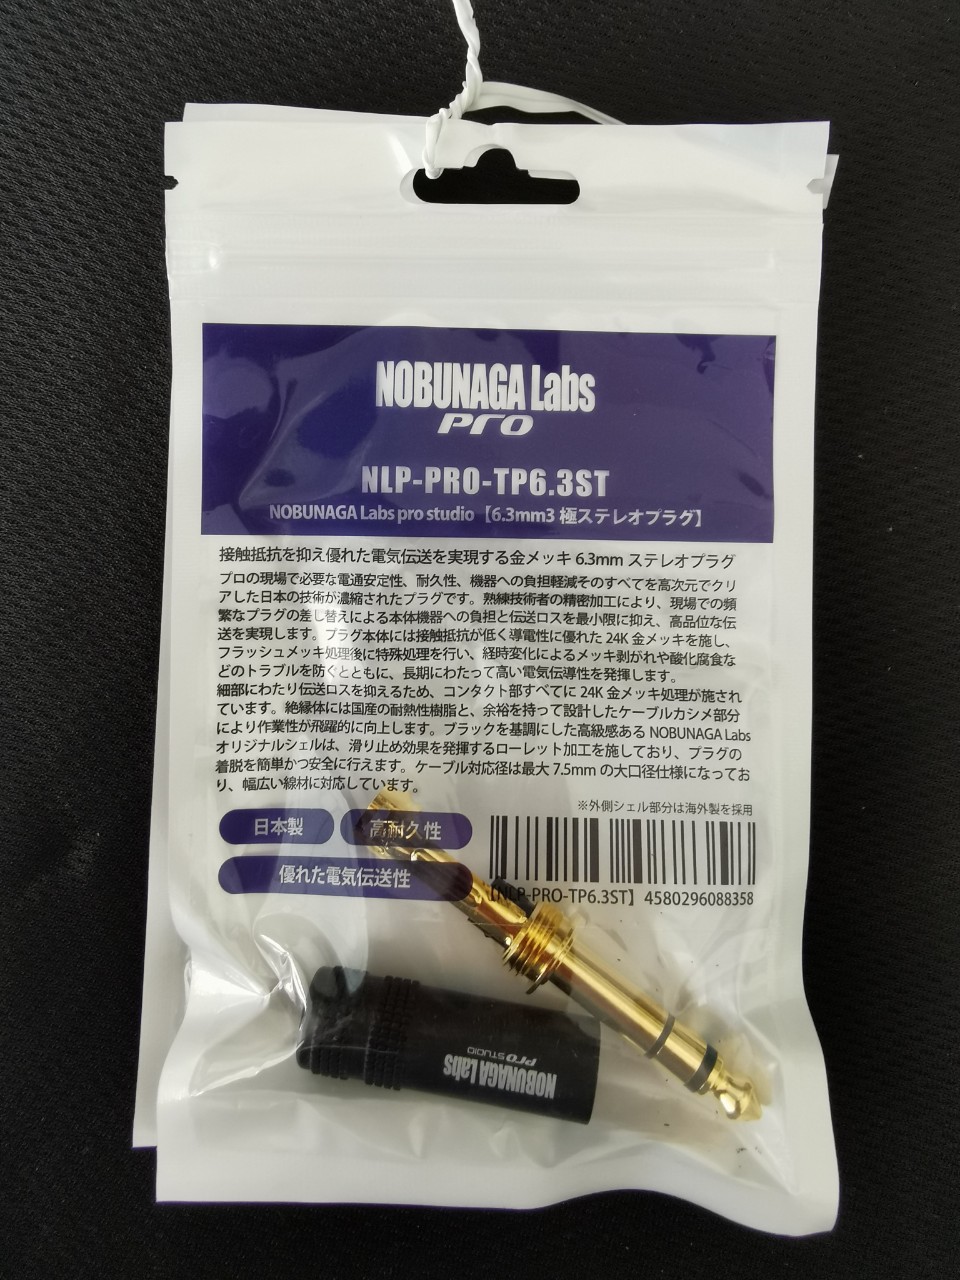 NOBUNAGA Labs
pro
NLP-PRO-TP6.3ST
NOBUNAGA Labs pro studio【6.3mm3 極ステレオプラグ】
接触抵抗を抑え優れた電気伝送を実現する金メッキ 6.3mm ステレオプラグ
プロの現場で必要な電通安定性、耐久性、機器への負担軽減そのすべてを高次元でクリ
アした日本の技術が濃縮されたプラグです。熟練技術者の精密加工により、現場での頻
繁なプラグの差し替えによる本体機器への負担と伝送ロスを最小限に抑え、高品位な伝
送を実現します。プラグ本体には接触抵抗が低く導電性に優れた 24K 金メッキを施し、
フラッシュメッキ処理後に特殊処理を行い、経時変化によるメッキ剥がれや酸化腐食な
どのトラブルを防ぐとともに、長期にわたって高い電気伝導性を発揮します。
細部にわたり伝送ロスを抑えるため、コンタクト部すべてに 24K 金メッキ処理が施され
ています。絶縁体には国産の耐熱性樹脂と、余裕を持って設計したケーブルカシメ部分
により作業性が飛躍的に向上します。ブラックを基調にした高級感ある NOBUNAGA Labs
オリジナルシェルは、滑り止め効果を発揮するローレット加工を施しており、プラグの
着脱を簡単かつ安全に行えます。ケーブル対応径は最大 7.5mm の大口径仕様になってお
り、幅広い線材に対応しています。
※外側シェル部分は海外製を採用
日本製
高耐久性
優れた電気伝送性
【NLP-PRO-TP6.3ST】 4580296088358
NOBUNAGA Labs
pro STUDIO